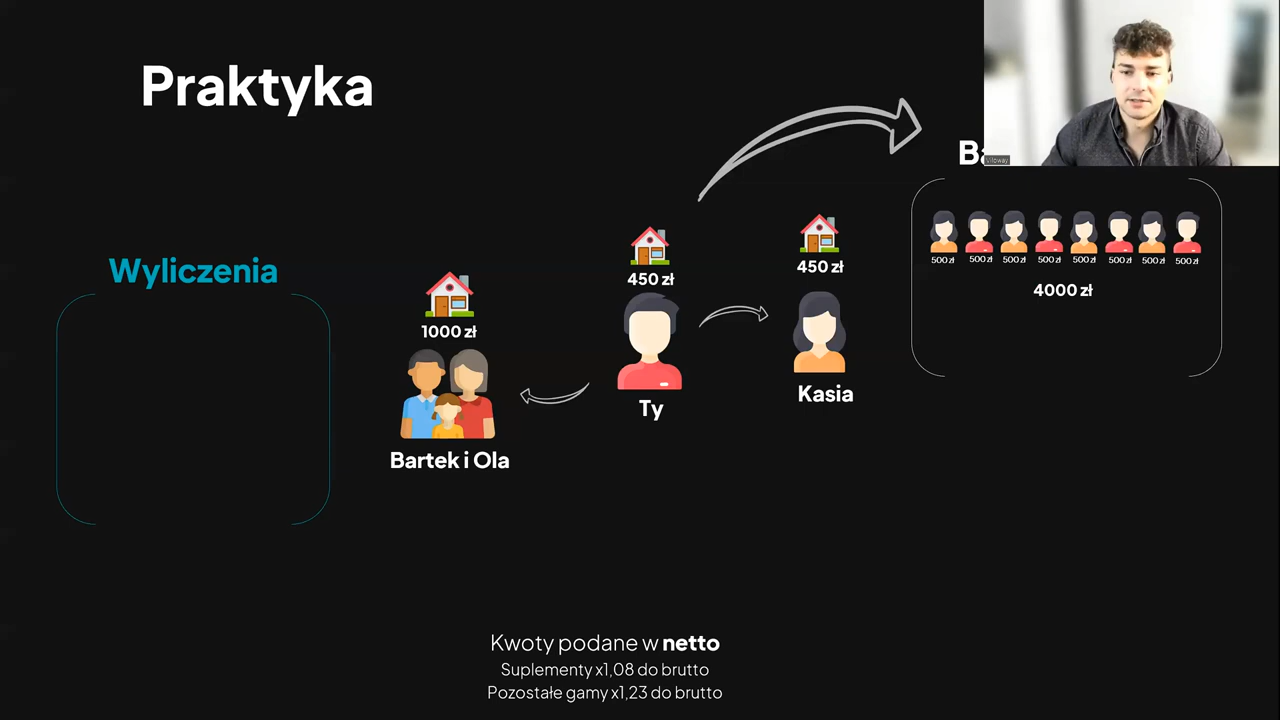 Praktyka
Vitoway
450 zł
450 zł
500 zł 500 zł 500 zł 500 zł 500 zł 500 zł 500 zł 500 zł
4000 zł
Wyliczenia
1000 zł
Ty
Kasia
Bartek i Ola
Kwoty podane w netto
Suplementy x1,08 do brutto
Pozostałe gamy x1,23 do brutto